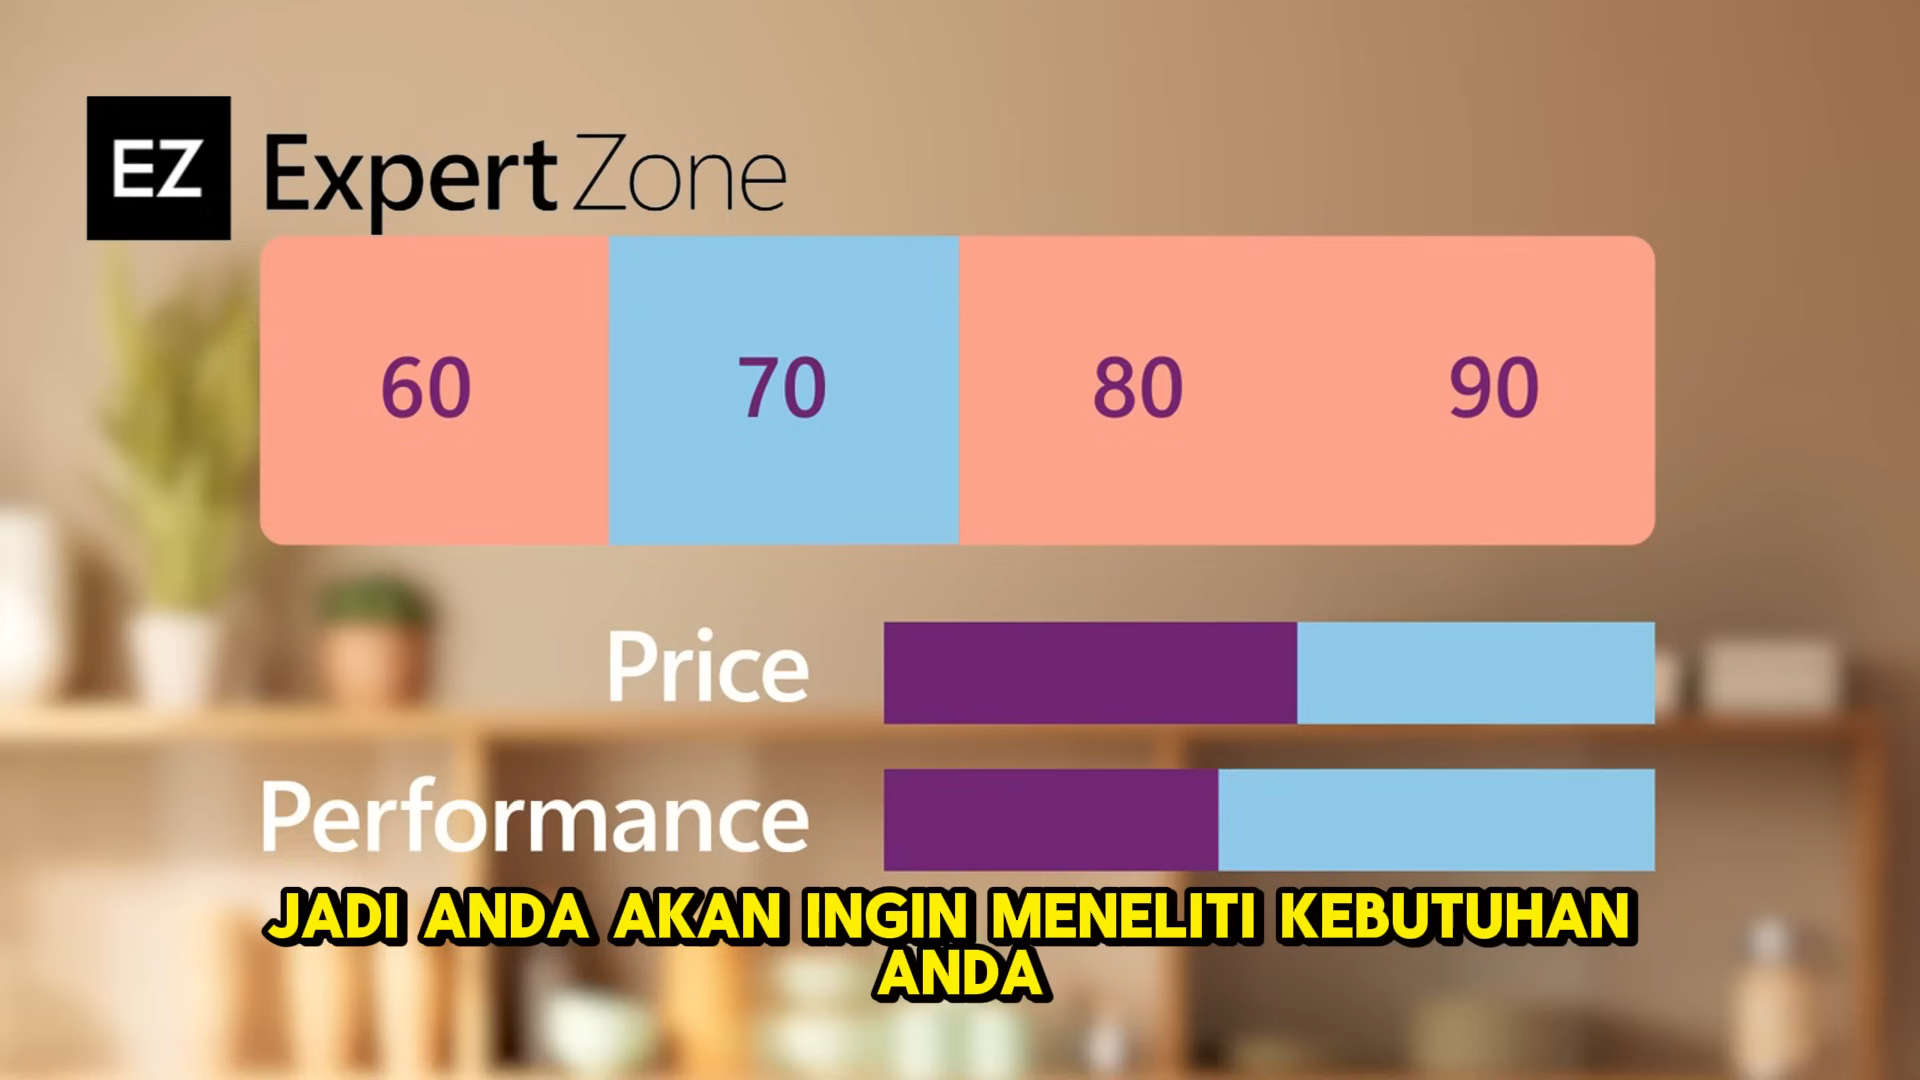 EZ Expert Zone
60 70 80 90
Price
Performance
JADI ANDA AKAN INGIN MENELITI KEBUTUHAN
ANDA